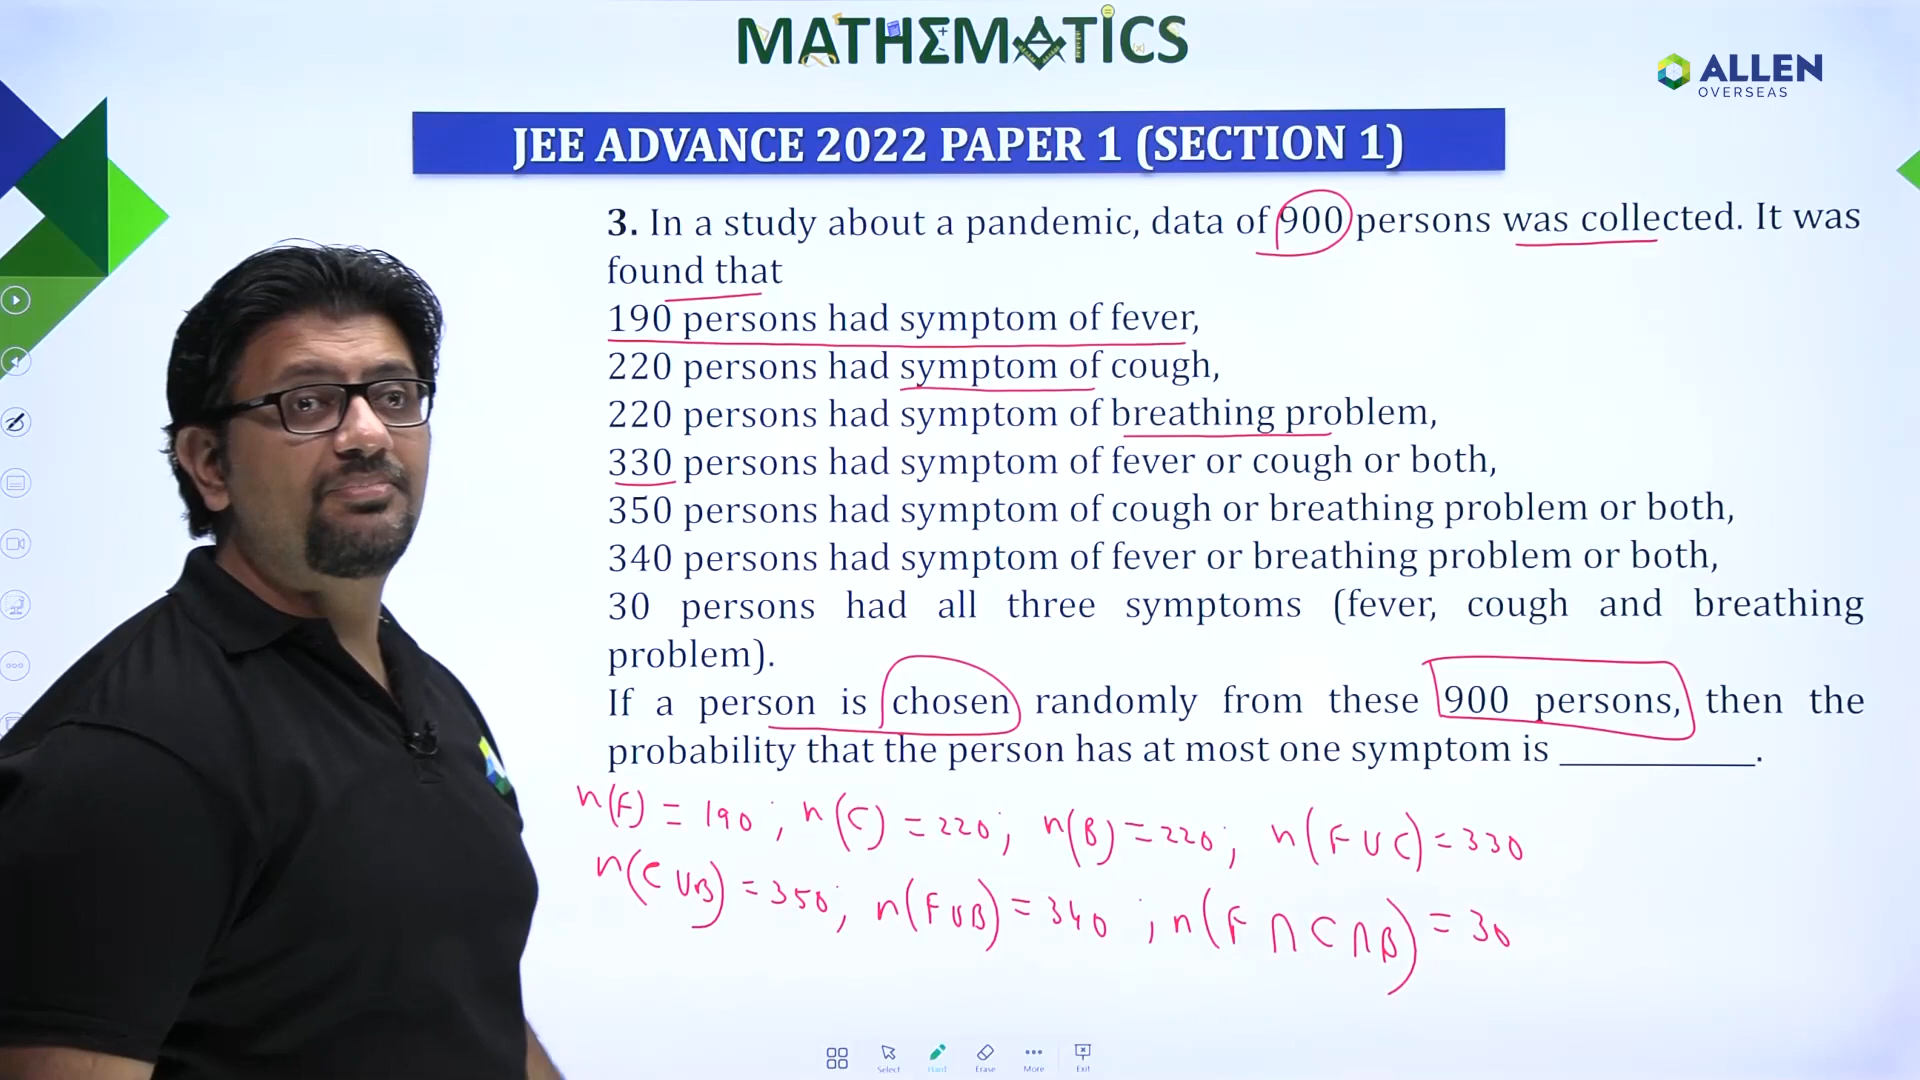 MATHΣMATICS
ALLEN
OVERSEAS
JEE ADVANCE 2022 PAPER 1 (SECTION 1)
3. In a study about a pandemic, data of 900 persons was collected. It was
found that
190 persons had symptom of fever,
220 persons had symptom of cough,
220 persons had symptom of breathing problem,
330 persons had symptom of fever or cough or both,
350 persons had symptom of cough or breathing problem or both,
340 persons had symptom of fever or breathing problem or both,
30 persons had all three symptoms (fever, cough and breathing
problem).
If a person is chosen randomly from these 900 persons, then the
probability that the person has at most one symptom is ________.
n(F) = 190 ; n(C) = 220 ; n(B) = 220 ; n(F∪C) = 330
n(C∪B) = 350 ; n(F∪B) = 340 ; n(F∩C∩B) = 30
Select Hand Erase More Exit